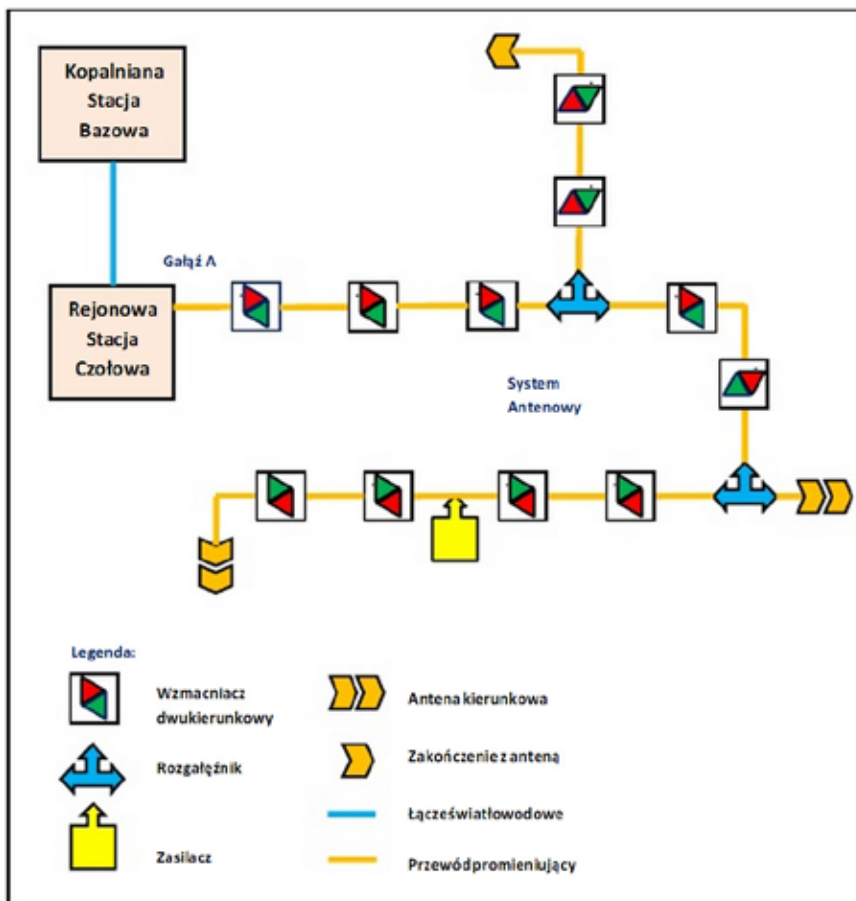 Kopalniana
Stacja
Bazowa
Gałąź A
Rejonowa
Stacja
Czołowa
System
Antenowy
Legenda:
Wzmacniacz
dwukierunkowy
Antena kierunkowa
Rozgałęźnik
Zakończenie z anteną
Łącze światłowodowe
Zasilacz
Przewód promieniujący